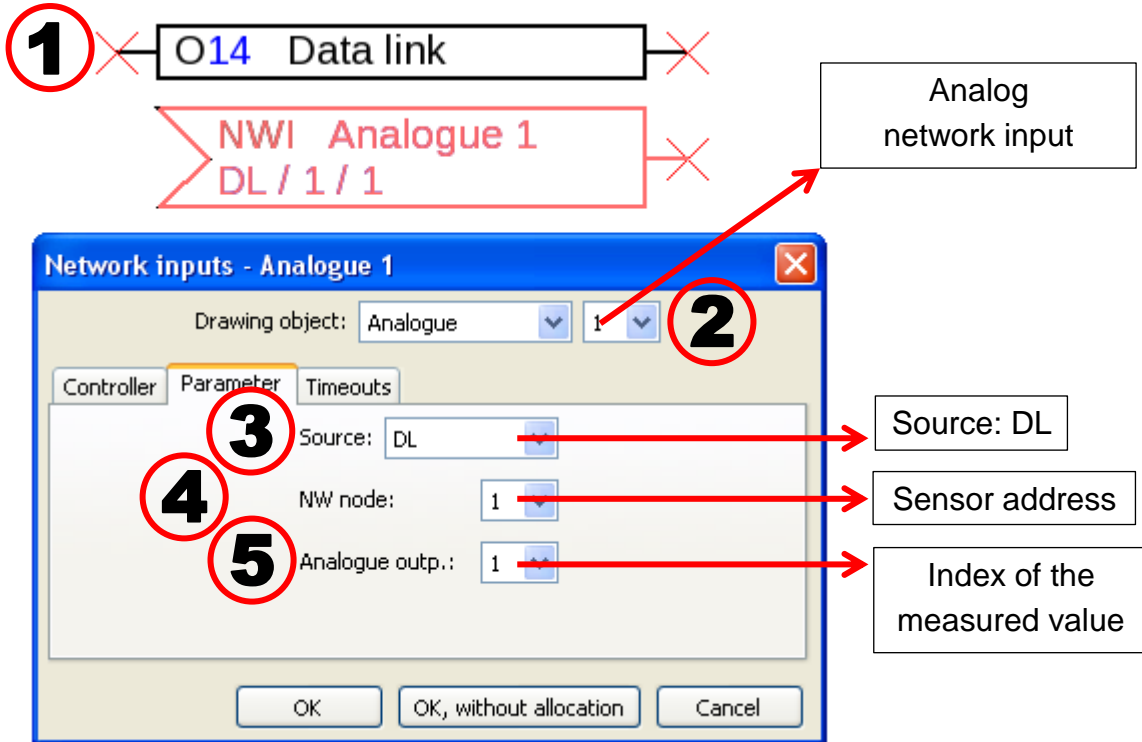 1
O14 Data link
NWI Analogue 1
DL / 1 / 1
Analog
network input
Network inputs - Analogue 1
Drawing object: Analogue 1
2
Controller Parameter Timeouts
3 Source: DL
Source: DL
4 NW node: 1
Sensor address
5 Analogue outp.: 1
Index of the
measured value
OK OK, without allocation Cancel